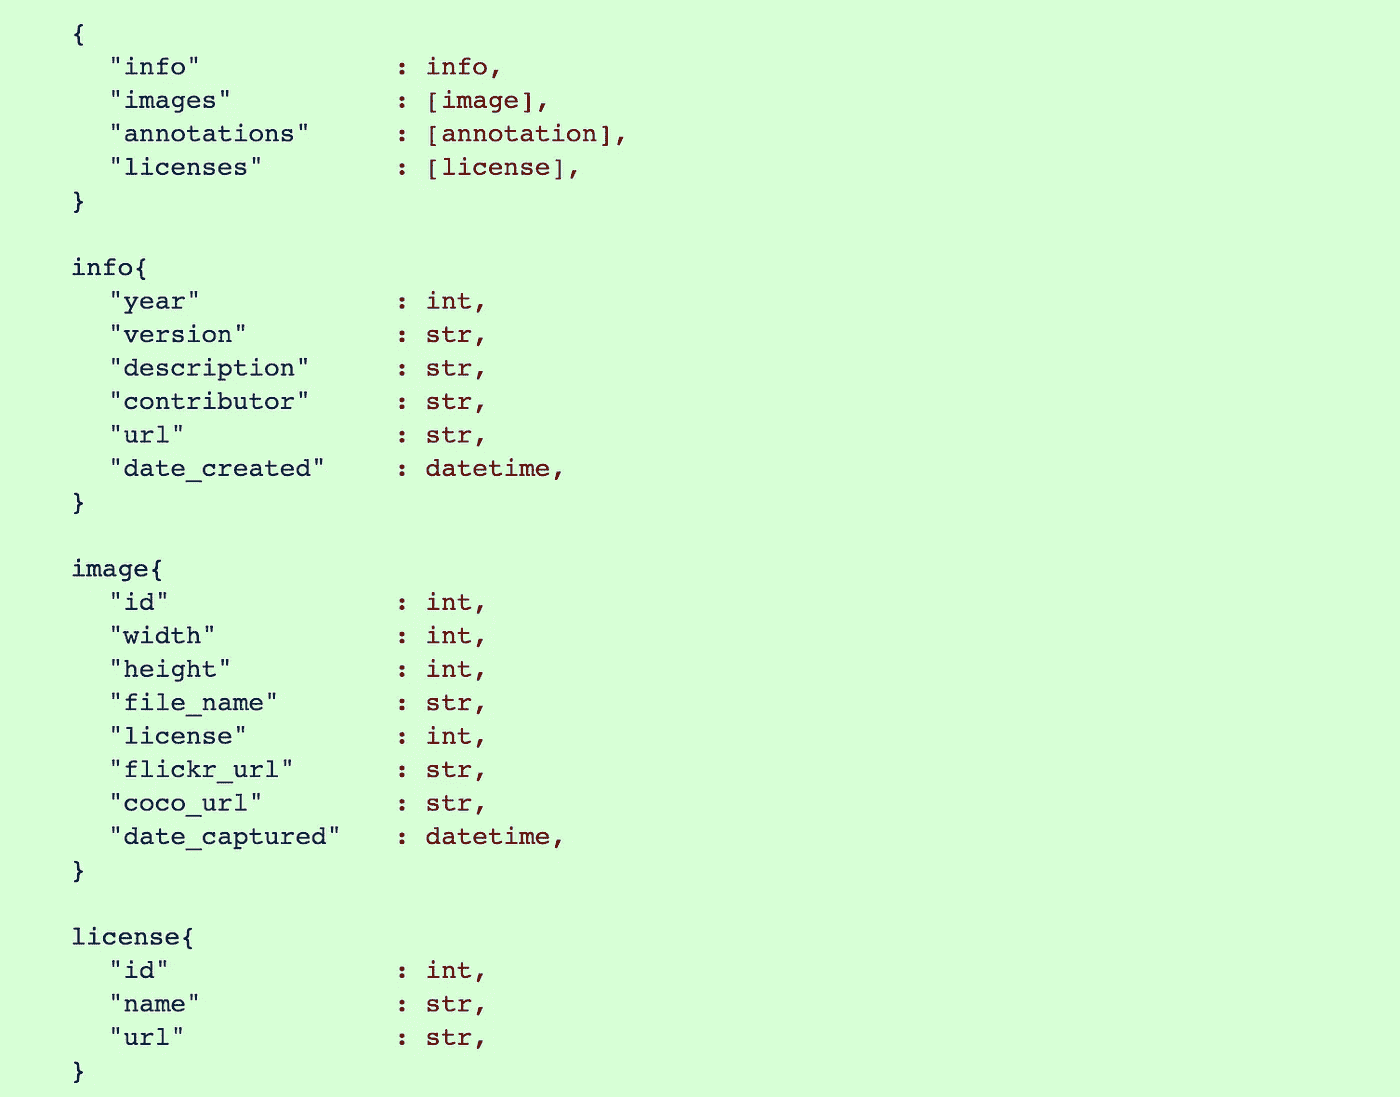 {
"info" : info,
"images" : [image],
"annotations" : [annotation],
"licenses" : [license],
}
info{
"year" : int,
"version" : str,
"description" : str,
"contributor" : str,
"url" : str,
"date_created" : datetime,
}
image{
"id" : int,
"width" : int,
"height" : int,
"file_name" : str,
"license" : int,
"flickr_url" : str,
"coco_url" : str,
"date_captured" : datetime,
}
license{
"id" : int,
"name" : str,
"url" : str,
}